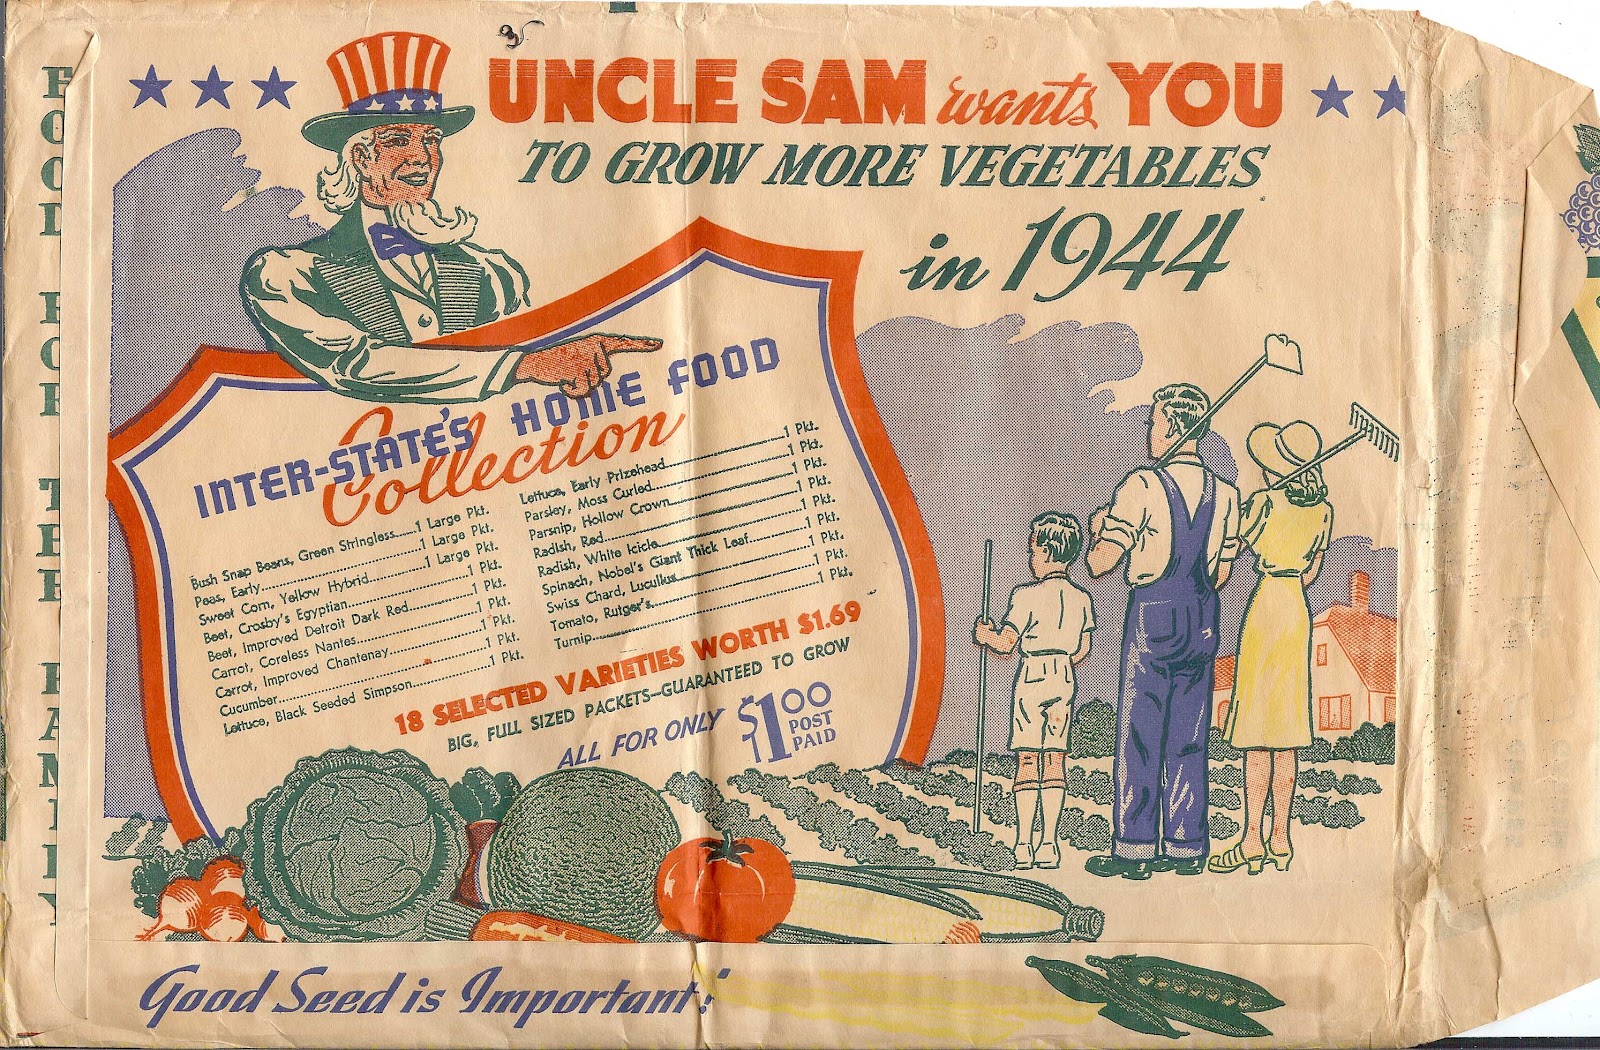 FOOD FOR THE FAMILY
UNCLE SAM wants YOU
TO GROW MORE VEGETABLES
in 1944
INTER-STATE'S HOME FOOD
Collection
Bush Snap Beans, Green Stringless......1 Large Pkt.
Peas, Early......1 Large Pkt.
Sweet Corn, Yellow Hybrid......1 Large Pkt.
Beet, Crosby's Egyptian......1 Pkt.
Beet, Improved Detroit Dark Red......1 Pkt.
Carrot, Coreless Nantes......1 Pkt.
Carrot, Improved Chantenay......1 Pkt.
Cucumber......1 Pkt.
Lettuce, Black Seeded Simpson......1 Pkt.
Lettuce, Early Prizehead......1 Pkt.
Parsley, Moss Curled......1 Pkt.
Parsnip, Hollow Crown......1 Pkt.
Radish, Red......1 Pkt.
Radish, White Icicle......1 Pkt.
Spinach, Nobel's Giant Thick Leaf......1 Pkt.
Swiss Chard, Lucullus......1 Pkt.
Tomato, Rutger's......1 Pkt.
Turnip......1 Pkt.
18 SELECTED VARIETIES WORTH $1.69
BIG, FULL SIZED PACKETS—GUARANTEED TO GROW
ALL FOR ONLY $1.00 POST PAID
Good Seed is Important!